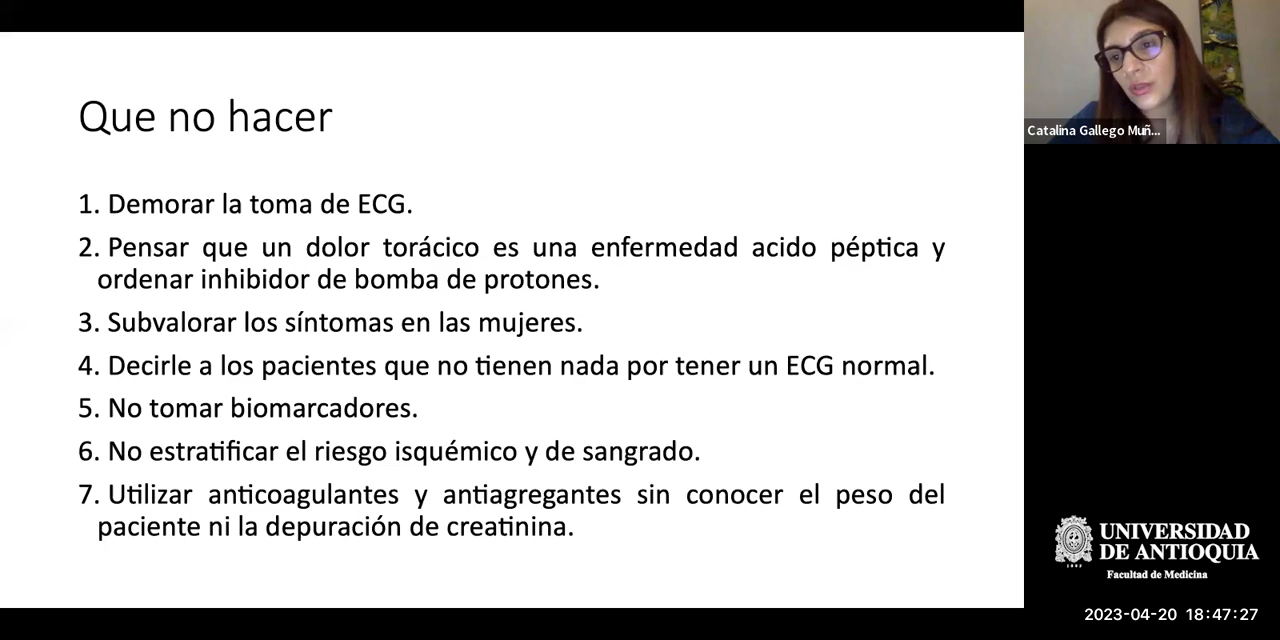 Que no hacer
1. Demorar la toma de ECG.
2. Pensar que un dolor torácico es una enfermedad acido péptica y
ordenar inhibidor de bomba de protones.
3. Subvalorar los síntomas en las mujeres.
4. Decirle a los pacientes que no tienen nada por tener un ECG normal.
5. No tomar biomarcadores.
6. No estratificar el riesgo isquémico y de sangrado.
7. Utilizar anticoagulantes y antiagregantes sin conocer el peso del
paciente ni la depuración de creatinina.
Catalina Gallego Muñ...
UNIVERSIDAD
DE ANTIOQUIA
1803
Facultad de Medicina
2023-04-20 18:47:27